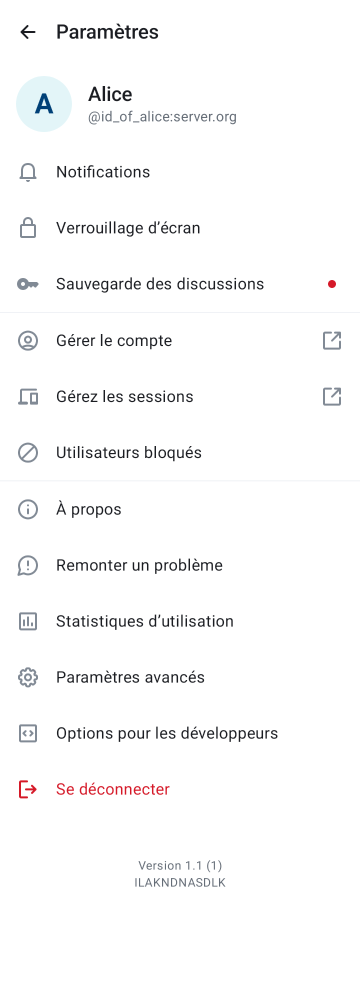 Paramètres
A
Alice
@id_of_alice:server.org
Notifications
Verrouillage d’écran
Sauvegarde des discussions
Gérer le compte
Gérez les sessions
Utilisateurs bloqués
À propos
Remonter un problème
Statistiques d’utilisation
Paramètres avancés
Options pour les développeurs
Se déconnecter
Version 1.1 (1)
ILAKNDNASDLK